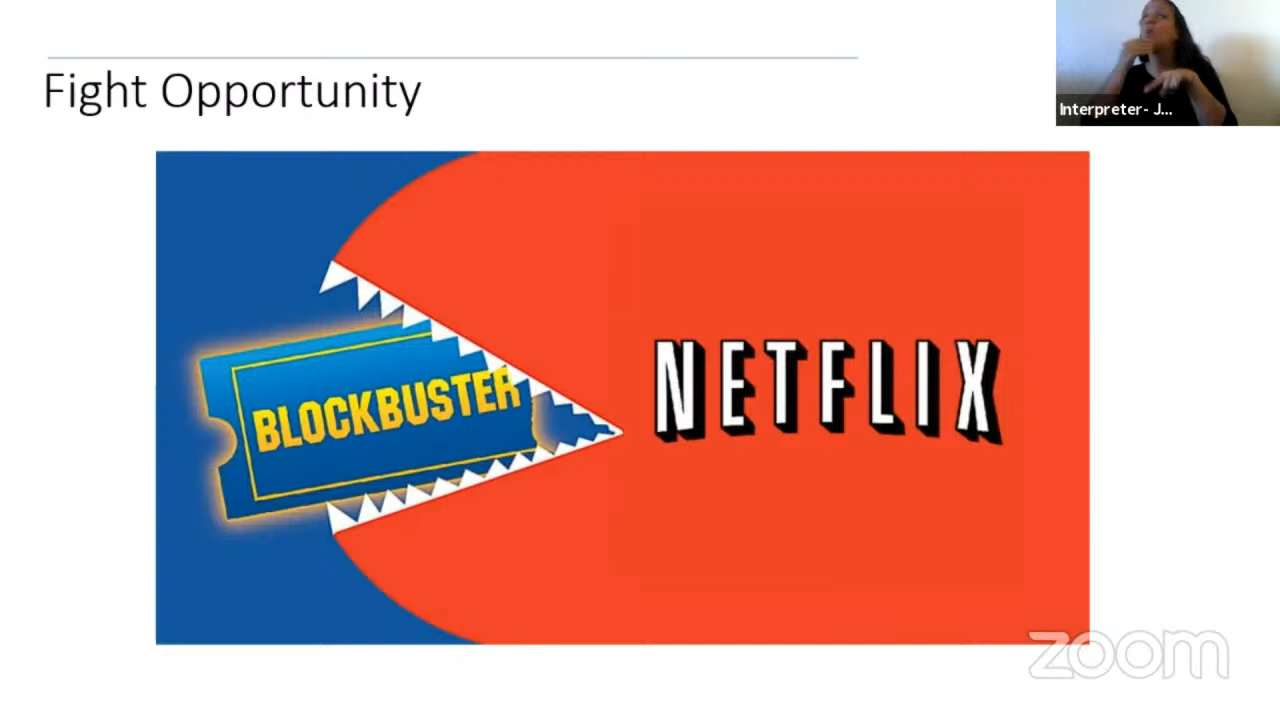 Fight Opportunity
Interpreter- J...
BLOCKBUSTER
NETFLIX
zoom